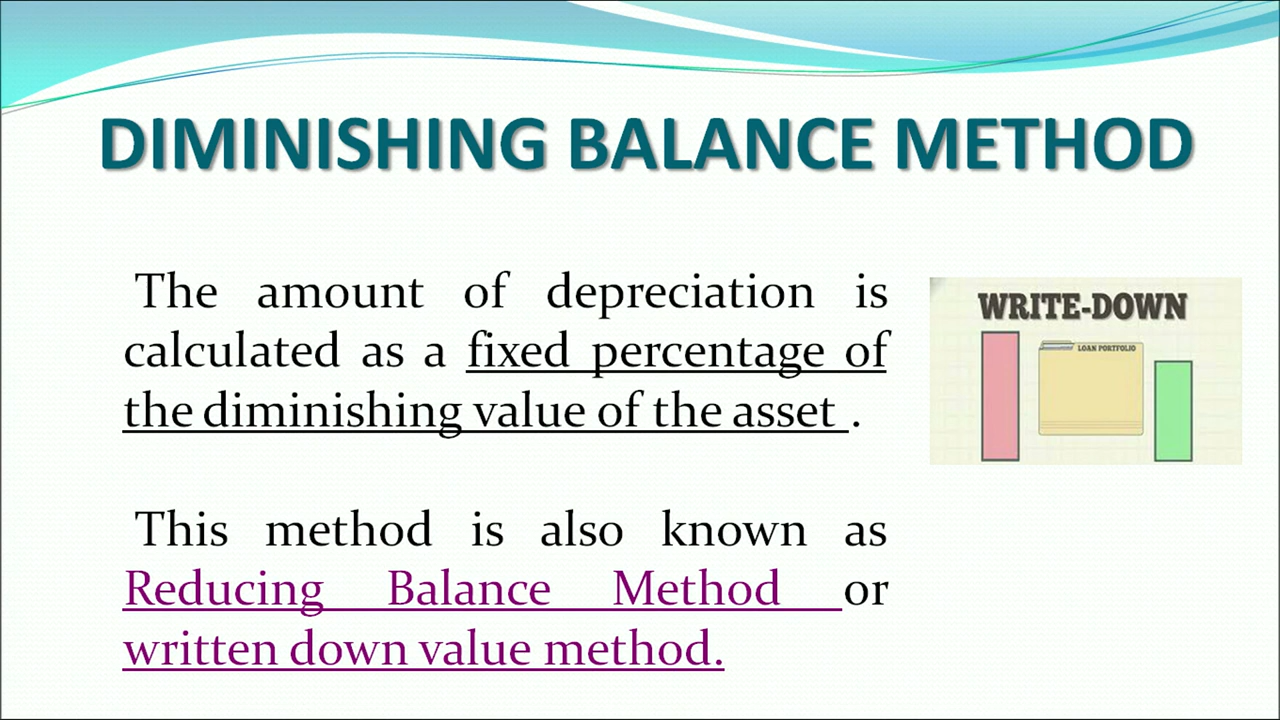 DIMINISHING BALANCE METHOD
The amount of depreciation is
calculated as a fixed percentage of
the diminishing value of the asset .
WRITE-DOWN
LOAN PORTFOLIO
This method is also known as
Reducing Balance Method or
written down value method.